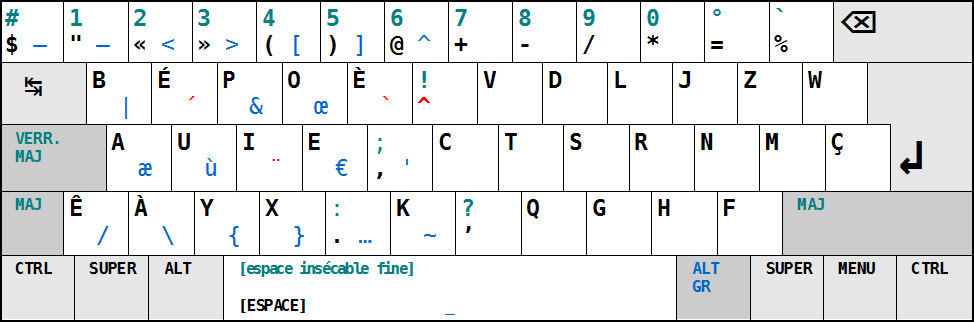 # 1 2 3 4 5 6 7 8 9 0 ° `
$ – " — « < » > ( [ ) ] @ ^ + - / * = %
B É P O È ! V D L J Z W
| ´ & œ ` ^
VERR. MAJ
A U I E ; C T S R N M Ç
æ ù ¨ € , '
MAJ Ê À Y X : K ? Q G H F MAJ
/ \ { } . … ~ ’
CTRL SUPER ALT [espace insécable fine] ALT GR SUPER MENU CTRL
[ESPACE] _